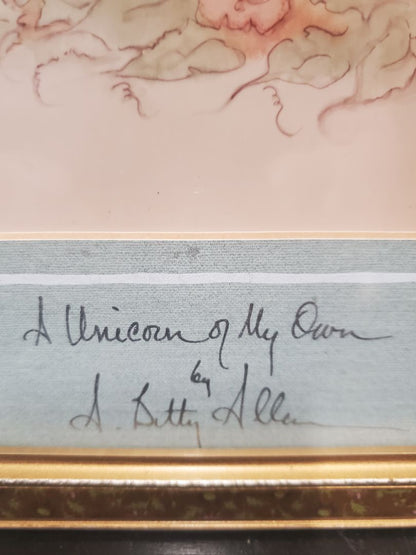 A Unicorn of My Own
by
A. Betty Allen